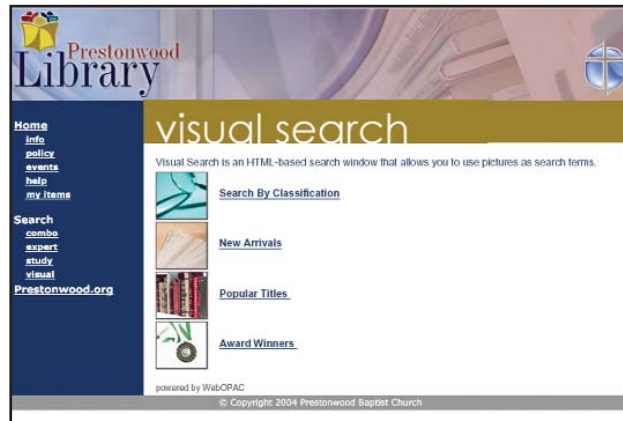 Prestonwood
Library
Home
info
policy
events
help
my items
Search
combo
expert
study
visual
Prestonwood.org
visual search
Visual Search is an HTML-based search window that allows you to use pictures as search terms.
Search By Classification
New Arrivals
Popular Titles
Award Winners
powered by WebOPAC
© Copyright 2004 Prestonwood Baptist Church